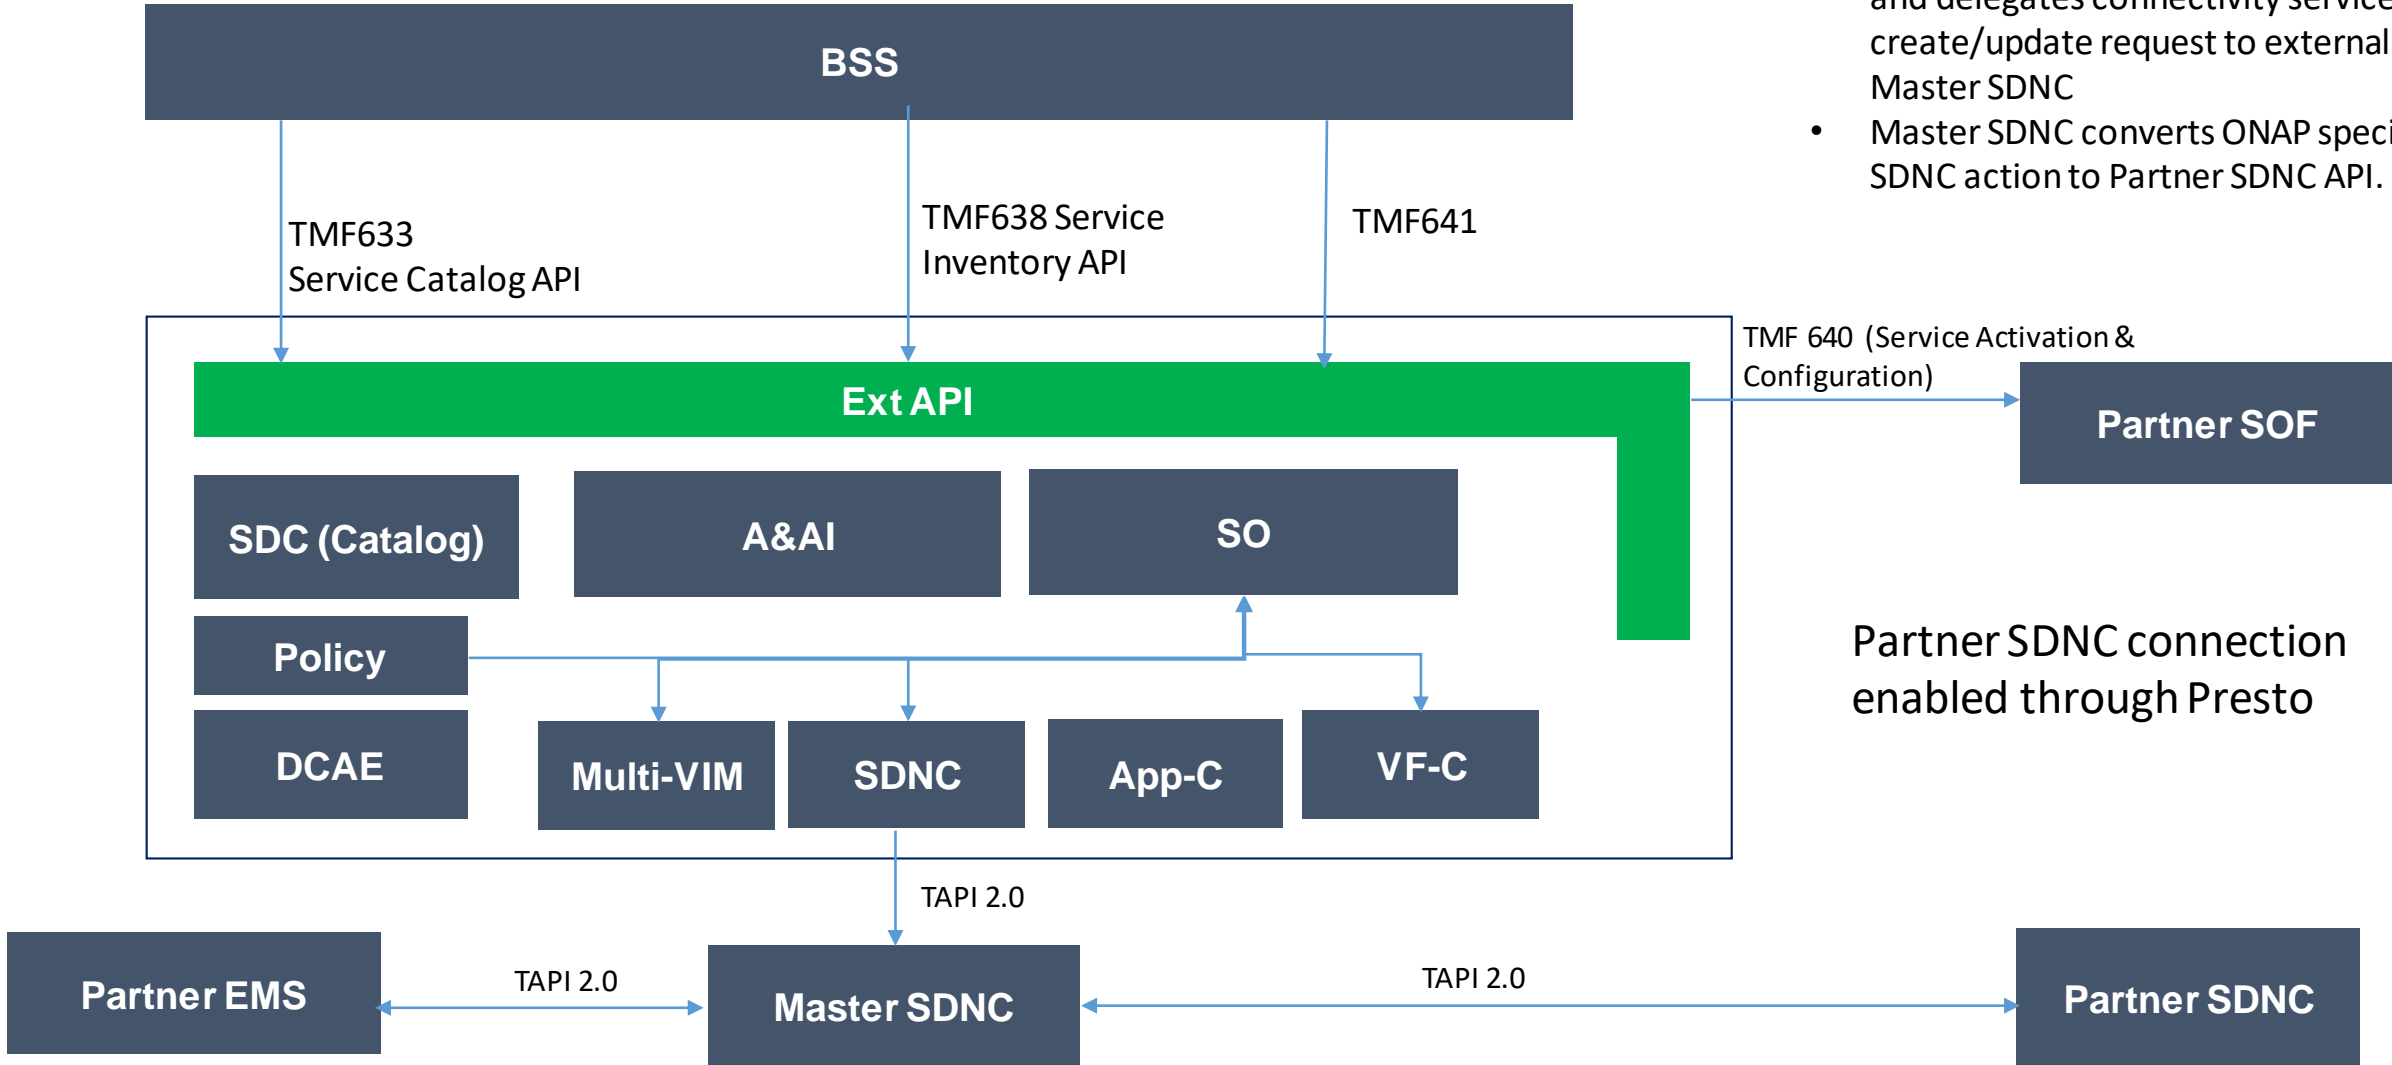 BSS
and delegates connectivity service
create/update request to external
Master SDNC
• Master SDNC converts ONAP
SDNC action to Partner SDNC API.
TMF633
Service Catalog API
TMF638 Service
Inventory API
TMF641
TMF 640 (Service Activation &
Configuration)
Ext API
Partner SOF
SDC (Catalog)
A&AI
SO
Policy
Partner SDNC connection
enabled through Presto
DCAE
Multi-VIM
SDNC
App-C
VF-C
TAPI 2.0
Partner EMS
TAPI 2.0
Master SDNC
TAPI 2.0
Partner SDNC